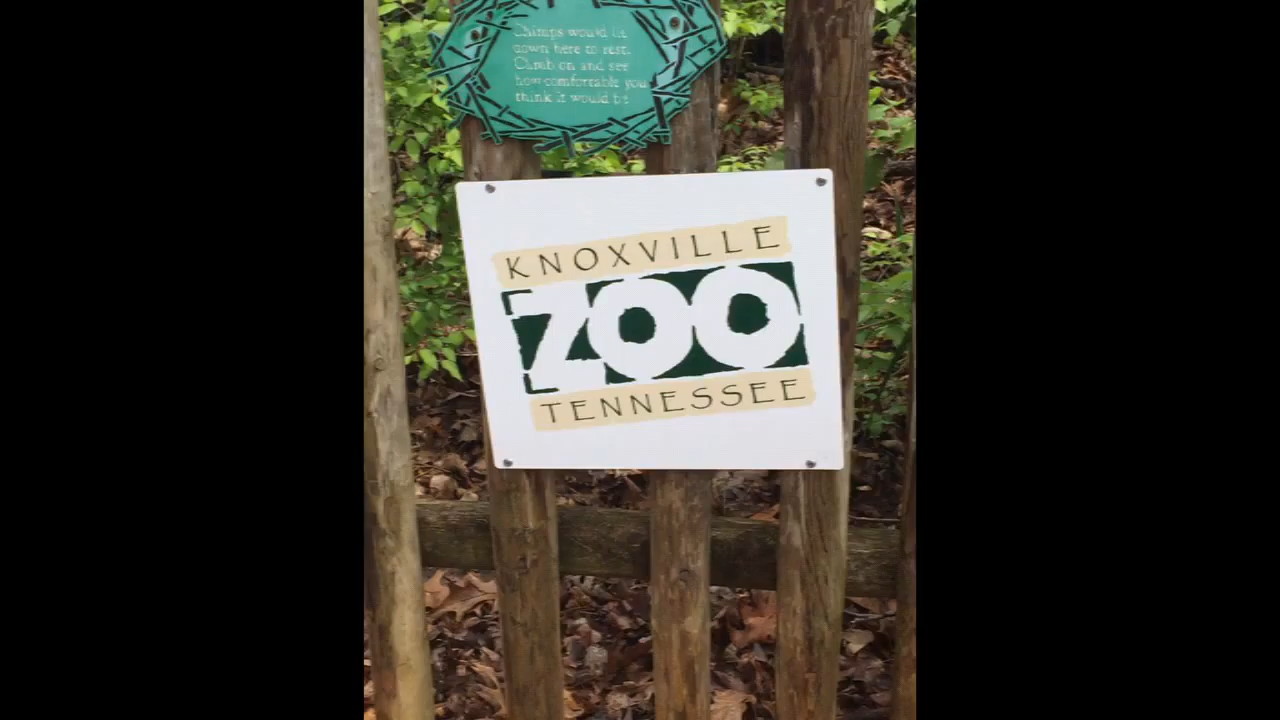 Chimps would lie
down here to rest.
Climb on and see
how comfortable you
think it would be
KNOXVILLE
ZOO
TENNESSEE